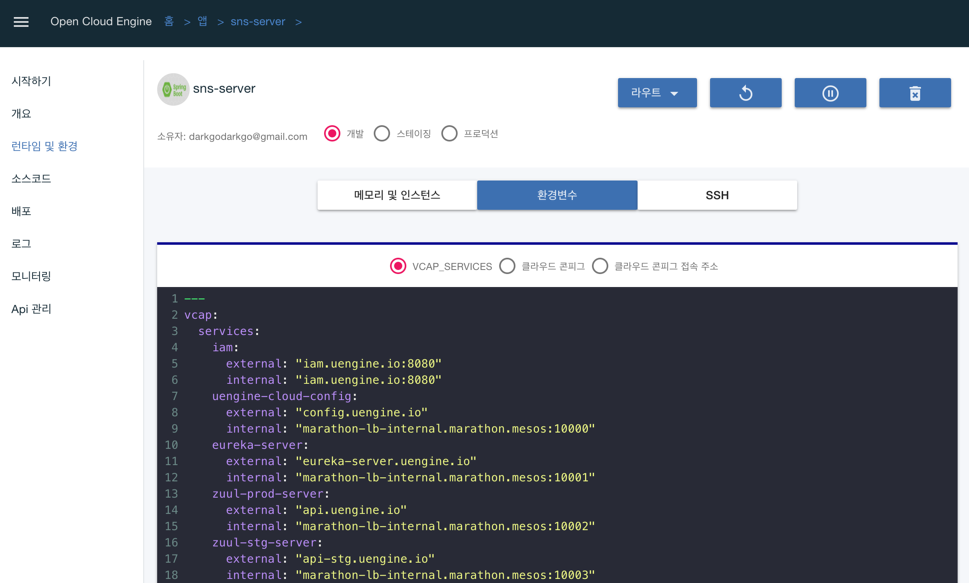 Open Cloud Engine 홈 > 앱 > sns-server >
시작하기
개요
런타임 및 환경
소스코드
배포
로그
모니터링
Api 관리
spring
Boot
sns-server
라우트
소유자: darkgodarkgo@gmail.com 개발 스테이징 프로덕션
메모리 및 인스턴스 환경변수 SSH
VCAP_SERVICES 클라우드 콘피그 클라우드 콘피그 접속 주소
1 ---
2 vcap:
3 services:
4 iam:
5 external: "iam.uengine.io:8080"
6 internal: "iam.uengine.io:8080"
7 uengine-cloud-config:
8 external: "config.uengine.io"
9 internal: "marathon-lb-internal.marathon.mesos:10000"
10 eureka-server:
11 external: "eureka-server.uengine.io"
12 internal: "marathon-lb-internal.marathon.mesos:10001"
13 zuul-prod-server:
14 external: "api.uengine.io"
15 internal: "marathon-lb-internal.marathon.mesos:10002"
16 zuul-stg-server:
17 external: "api-stg.uengine.io"
18 internal: "marathon-lb-internal.marathon.mesos:10003"